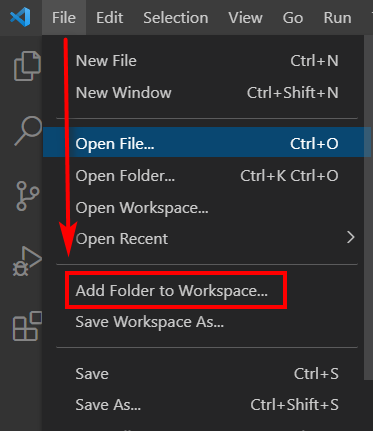 File Edit Selection View Go Run
New File Ctrl+N
New Window Ctrl+Shift+N
Open File... Ctrl+O
Open Folder... Ctrl+K Ctrl+O
Open Workspace...
Open Recent
Add Folder to Workspace...
Save Workspace As...
Save Ctrl+S
Save As... Ctrl+Shift+S